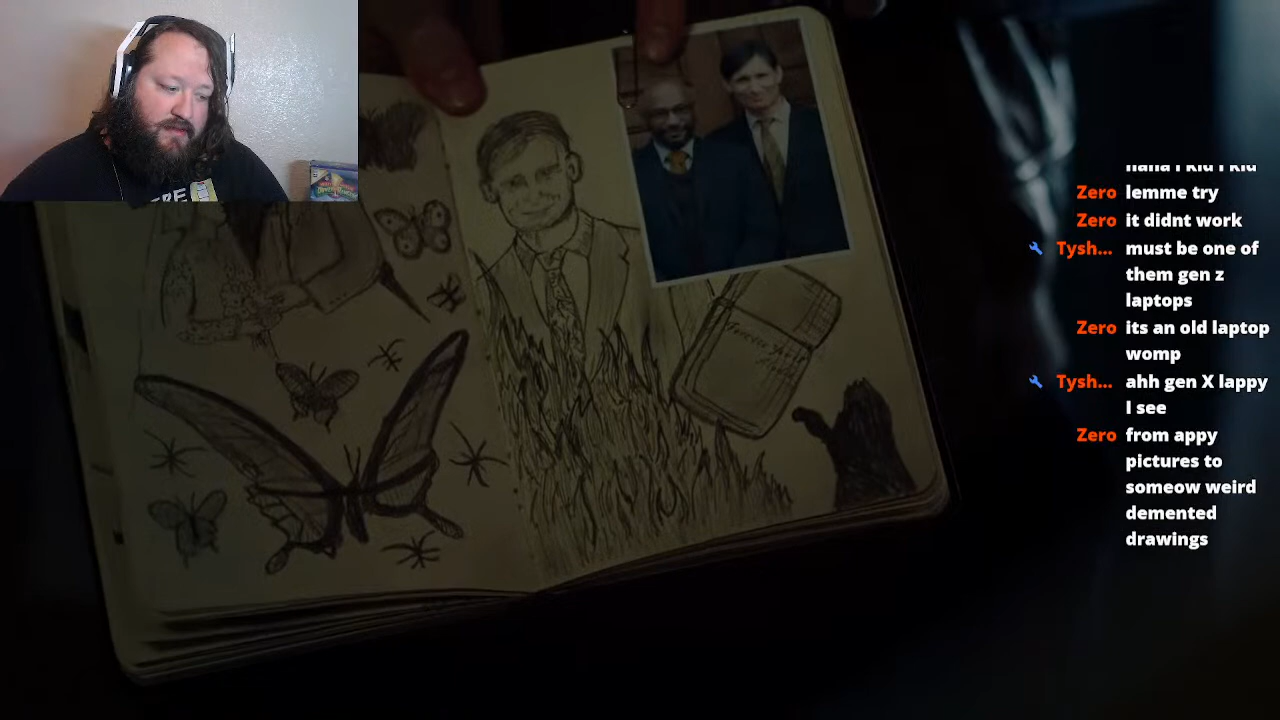 Zero lemme try
Zero it didnt work
Tysh... must be one of
them gen z
laptops
Zero its an old laptop
womp
Tysh... ahh gen X lappy
I see
Zero from appy
pictures to
someow weird
demented
drawings